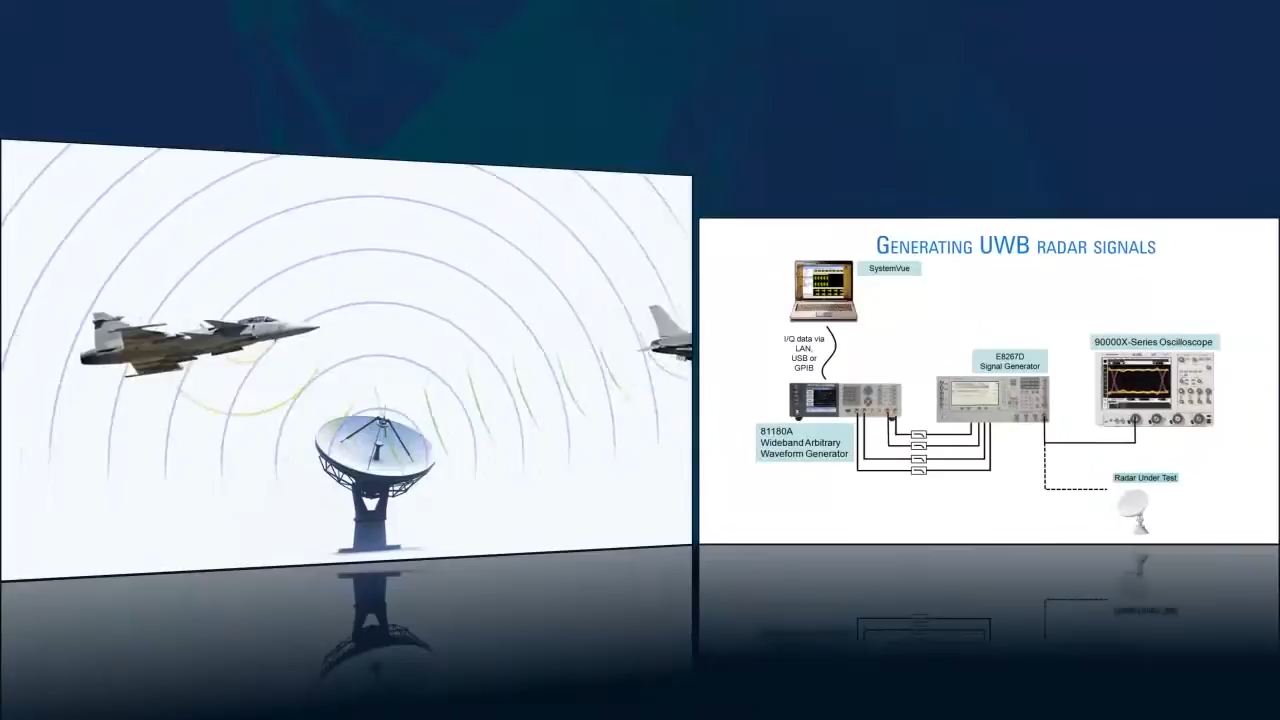 GENERATING UWB RADAR SIGNALS
SystemVue
I/Q data via
LAN,
USB or
GPIB
E8267D
Signal Generator
90000X-Series Oscilloscope
81180A
Wideband Arbitrary
Waveform Generator
Radar Under Test